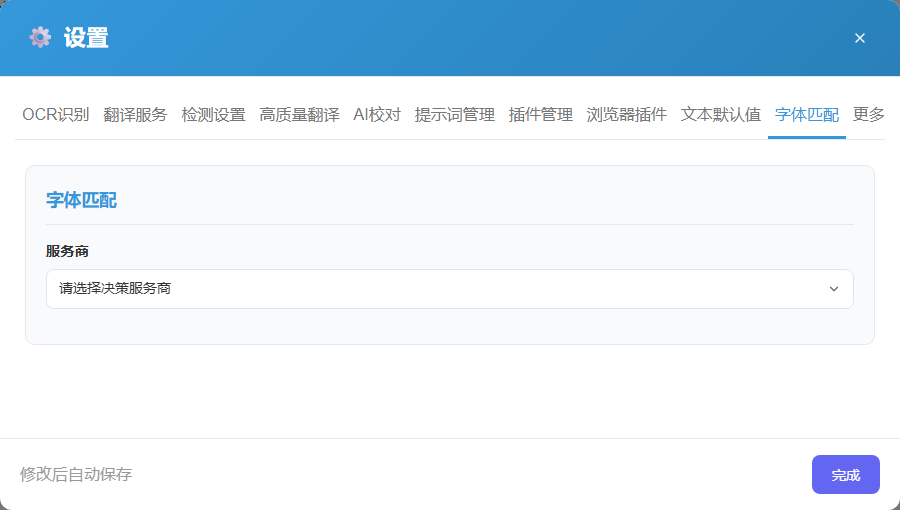 设置
OCR识别 翻译服务 检测设置 高质量翻译 AI校对 提示词管理 插件管理 浏览器插件 文本默认值 字体匹配 更多
字体匹配
服务商
请选择决策服务商
修改后自动保存
完成